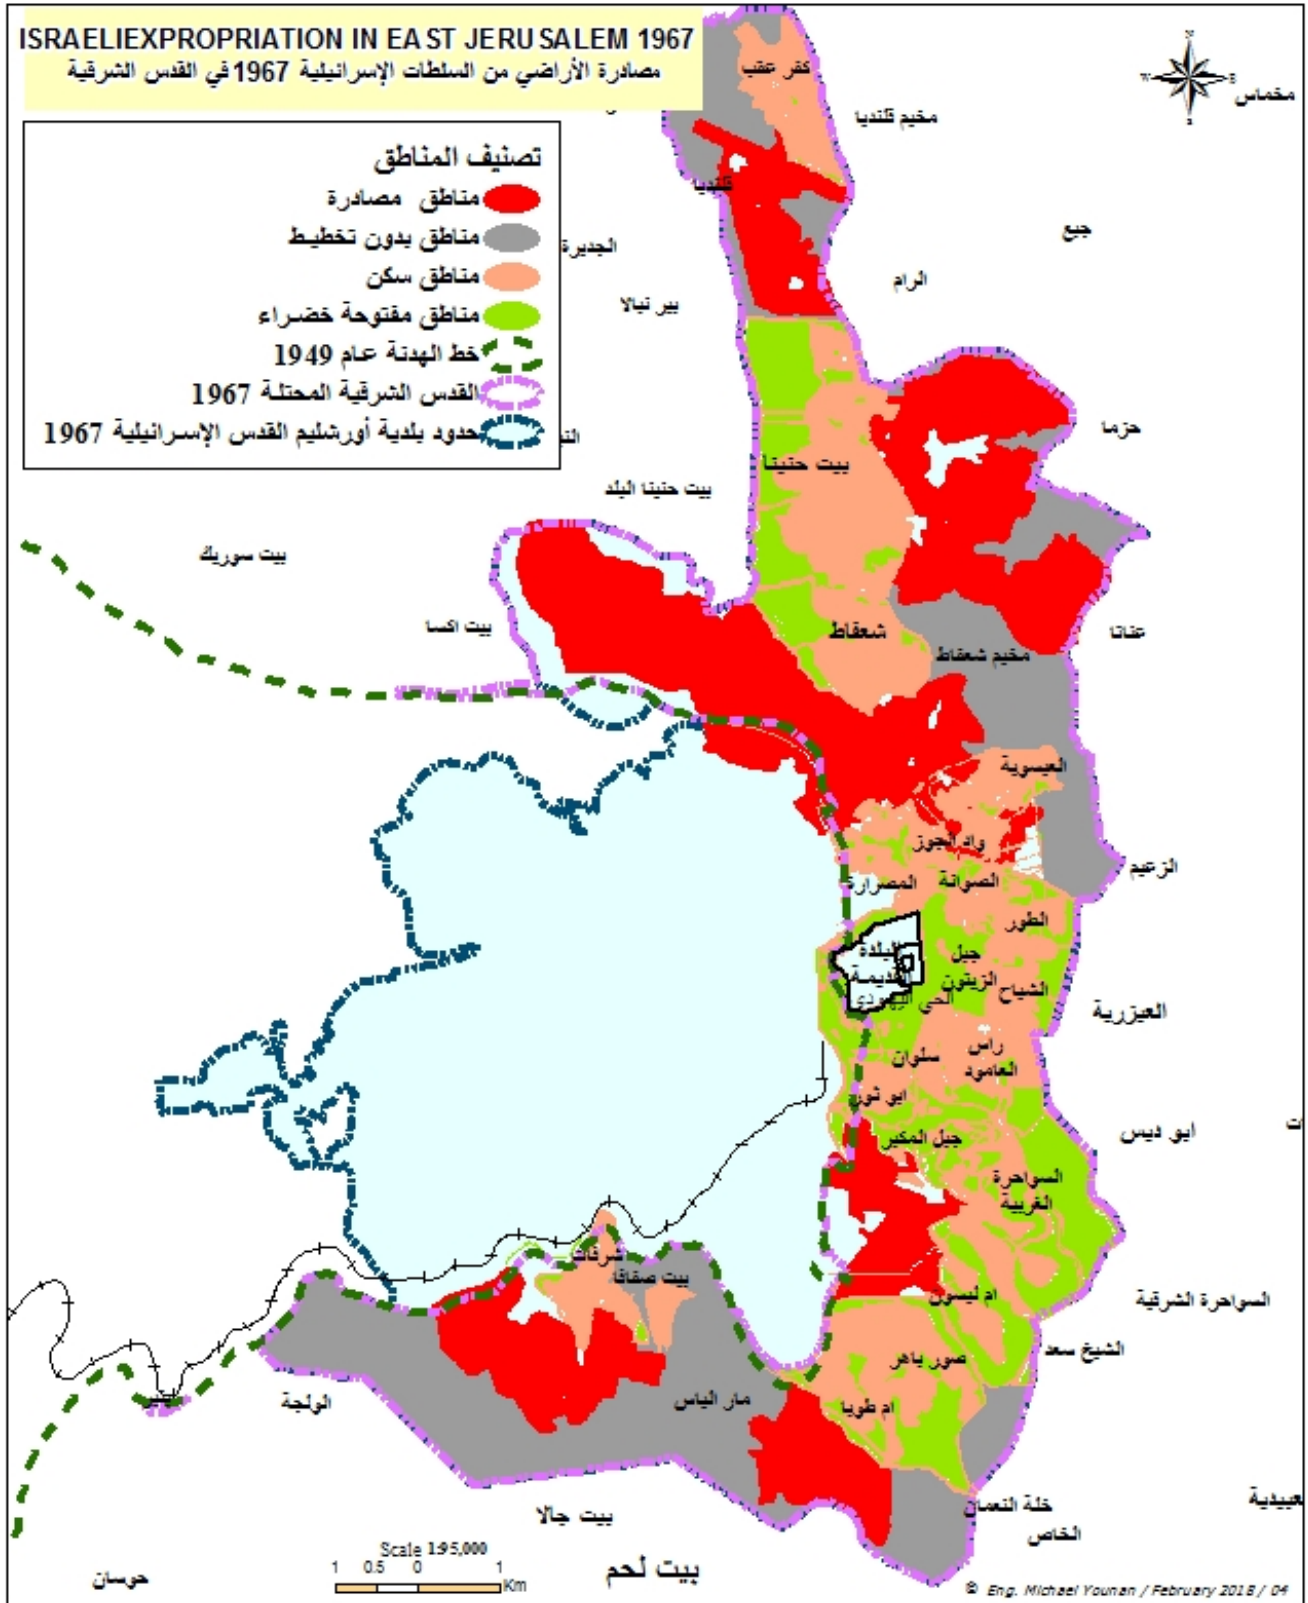 ISRAELIEXPROPRIATION IN EAST JERUSALEM 1967
مصادرة الأراضي من السلطات الإسرائيلية 1967 في القدس الشرقية
تصنيف المناطق
مناطق مصادرة
مناطق بدون تخطيط
مناطق سكن
مناطق مفتوحة خضراء
خط الهدنة عام 1949
القدس الشرقية المحتلة 1967
حدود بلدية أورشليم القدس الإسرائيلية 1967
N
W
E
S
كفر عقب
مخماس
مخيم قلنديا
قلنديا
جبع
الجديرة
الرام
بير نبالا
حزما
بيت حنينا
بيت حنينا البلد
بيت سوريك
بيت اكسا
شعفاط
عناتا
مخيم شعفاط
العيسوية
واد الجوز
الزعيم
المصرارة
الصوانة
الطور
البلدة
القديمة
الحي اليهودي
جبل
الزيتون
الشياح
العيزرية
سلوان
راس
العامود
ابو ثور
جبل المكبر
ابو ديس
السواحرة
الغربية
شرفات
بيت صفافا
ام ليسون
السواحرة الشرقية
صور باهر
الشيخ سعد
الولجة
مار الياس
ام طوبا
خلة النعمان
الخاص
بيت جالا
بيت لحم
حوسان
Scale 1:95,000
1 0.5 0 1
Km
© Eng. Michael Younan / February 2018 / 04